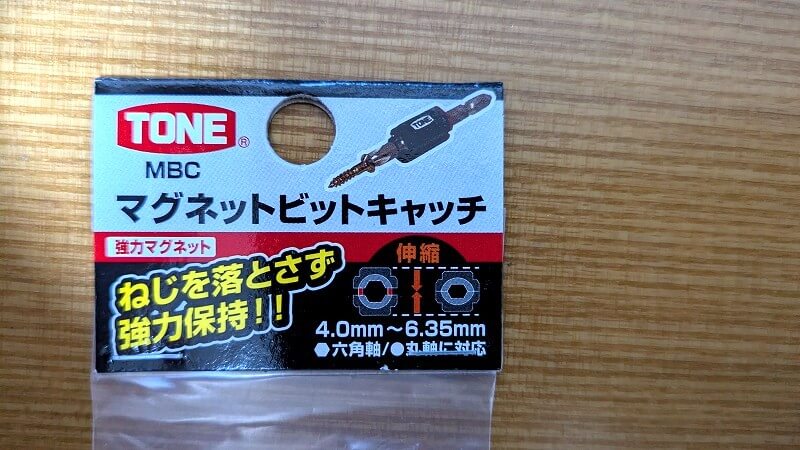 TONE®
TONE
MBC
マグネットビットキャッチ
強力マグネット
伸縮
ねじを落とさず
強力保持!!
4.0mm～6.35mm
⬣六角軸/●丸軸に対応